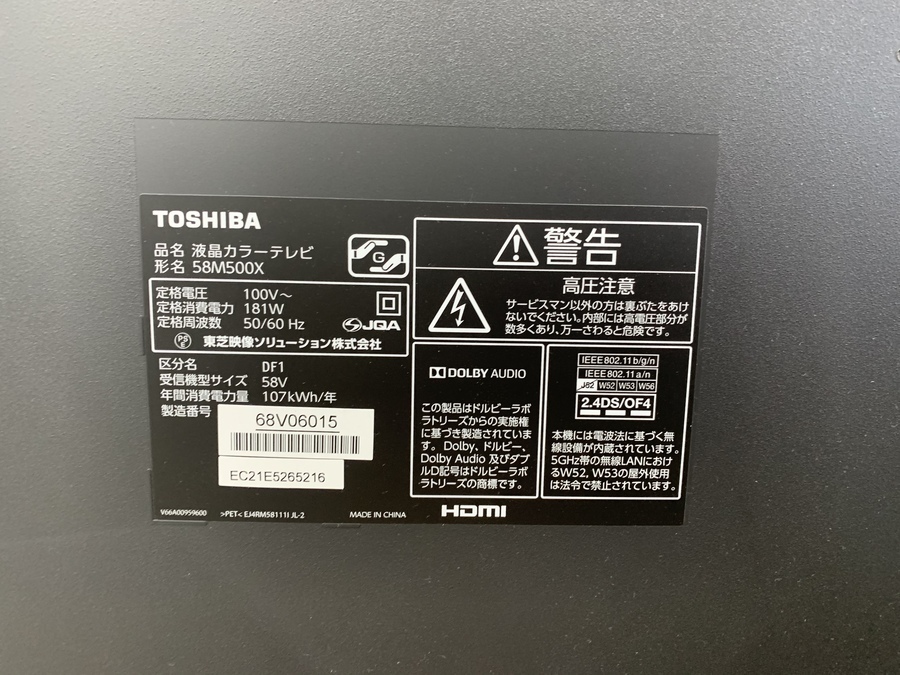 TOSHIBA
品名 液晶カラーテレビ
形名 58M500X
G
定格電圧 100V～
定格消費電力 181W
定格周波数 50/60 Hz
JQA
PS
E
東芝映像ソリューション株式会社
区分名 DF1
受信機型サイズ 58V
年間消費電力量 107kWh/年
製造番号
68V06015
EC21E5265216
V66A00959600 >PET< EJ4RM58111I JL-2 MADE IN CHINA
警告
高圧注意
サービスマン以外の方は裏ぶたをあけ
ないでください。内部には高電圧部分が
数多くあり、万一さわると危険です。
DOLBY AUDIO
この製品はドルビーラボ
ラトリーズからの実施権
に基づき製造されていま
す。Dolby、ドルビー、
Dolby Audio 及びダブ
ルD記号はドルビーラボ
ラトリーズの商標です。
HDMI
IEEE802.11b/g/n
IEEE802.11a/n
J52 W52 W53 W56
2.4DS/OF4
本機には電波法に基づく無
線設備が内蔵されています。
5GHz帯の無線LANにおけ
るW52、W53の屋外使用
は法令で禁止されています。